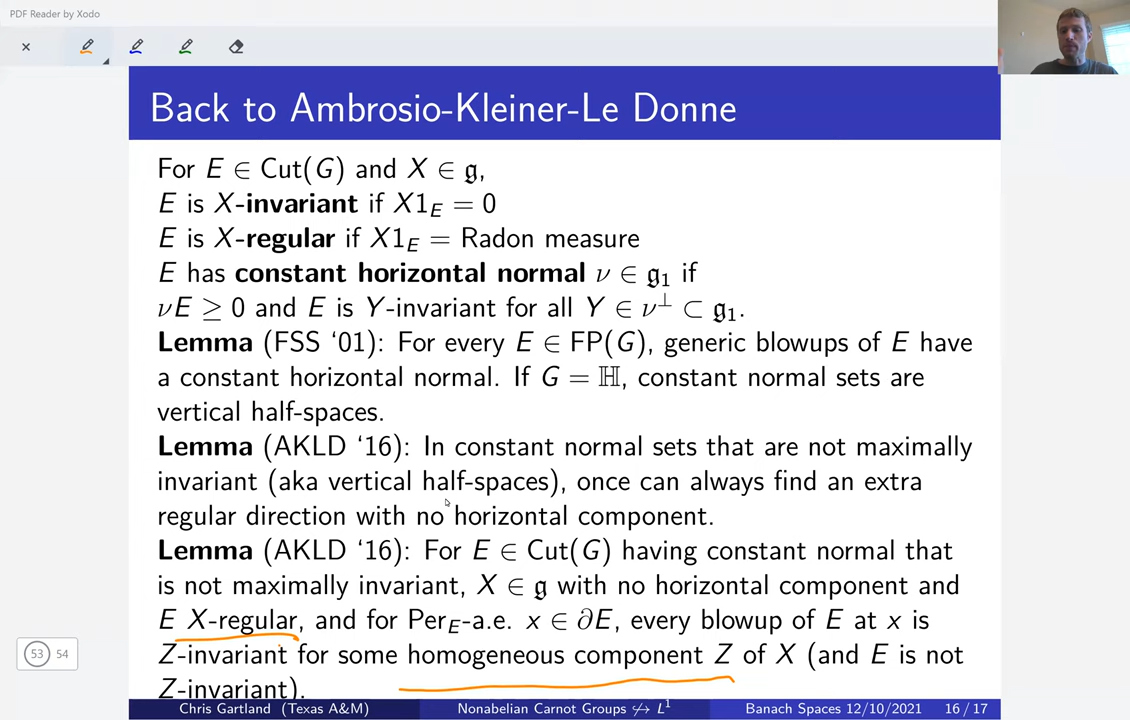 PDF Reader by Xodo
Back to Ambrosio-Kleiner-Le Donne
For E ∈ Cut(G) and X ∈ 𝔤,
E is X-invariant if X1_E = 0
E is X-regular if X1_E = Radon measure
E has constant horizontal normal ν ∈ 𝔤₁ if
νE ≥ 0 and E is Y-invariant for all Y ∈ ν^⊥ ⊂ 𝔤₁.
Lemma (FSS ‘01): For every E ∈ FP(G), generic blowups of E have
a constant horizontal normal. If G = ℍ, constant normal sets are
vertical half-spaces.
Lemma (AKLD ‘16): In constant normal sets that are not maximally
invariant (aka vertical half-spaces), once can always find an extra
regular direction with no horizontal component.
Lemma (AKLD ‘16): For E ∈ Cut(G) having constant normal that
is not maximally invariant, X ∈ 𝔤 with no horizontal component and
E X-regular, and for Per_E-a.e. x ∈ ∂E, every blowup of E at x is
Z-invariant for some homogeneous component Z of X (and E is not
Z-invariant).
53 54
Chris Gartland (Texas A&M) Nonabelian Carnot Groups ↪̸ L¹ Banach Spaces 12/10/2021 16 / 17